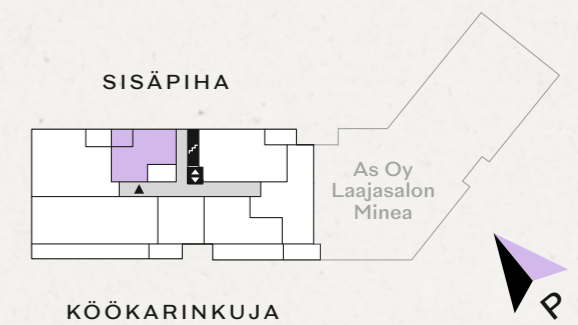 SISÄPIHA
As Oy
Laajasalon
Minea
KÖÖKARINKUJA
P